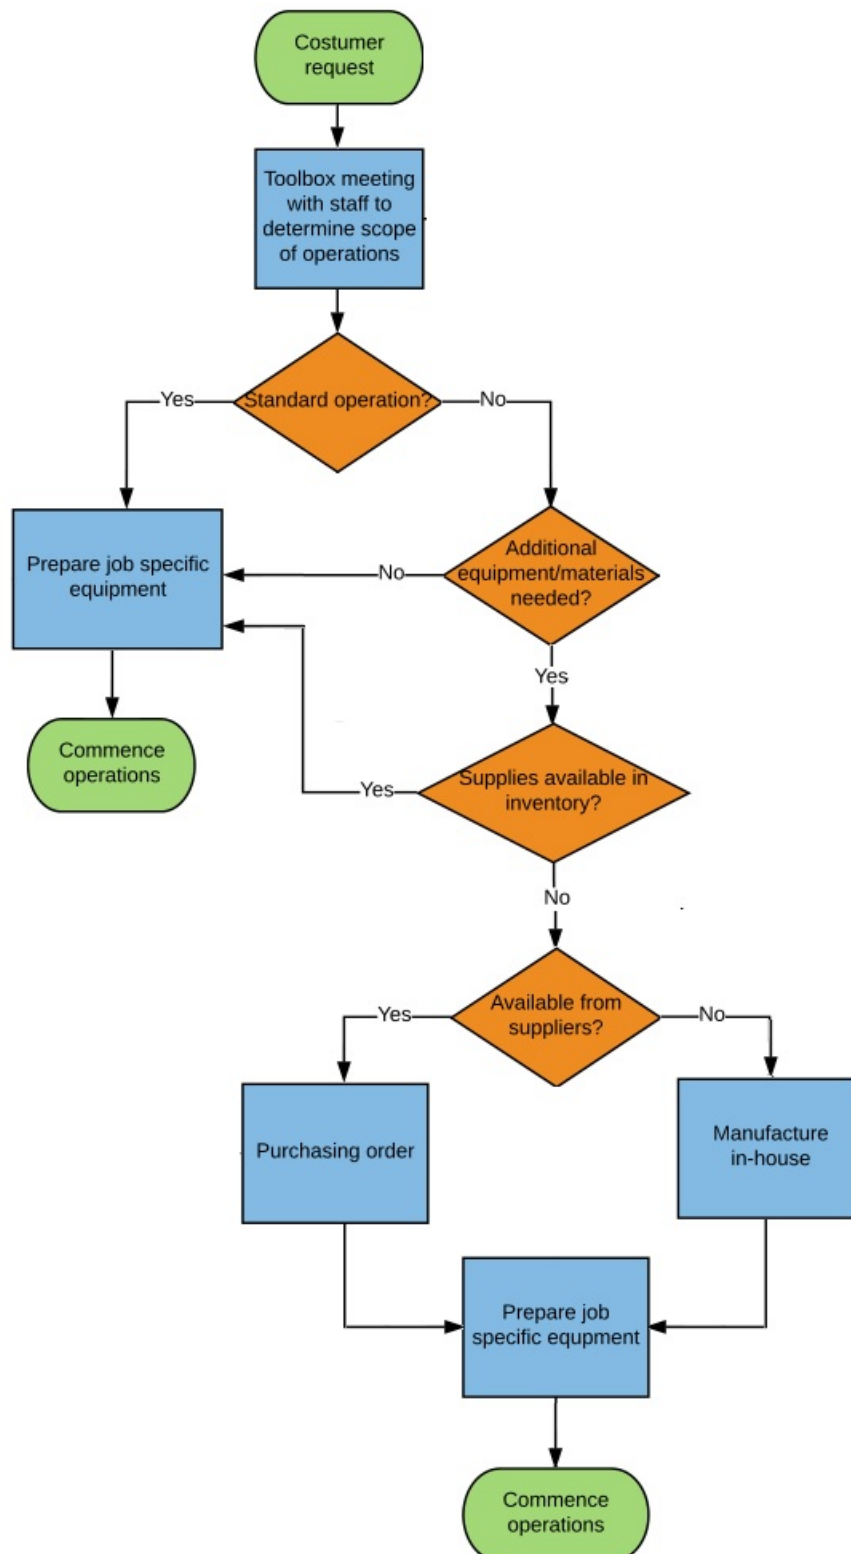 Costumer
request
Toolbox meeting
with staff to
determine scope
of operations
Standard operation?
Yes
No
Prepare job specific
equipment
Additional
equipment/materials
needed?
No
Yes
Commence
operations
Supplies available in
inventory?
Yes
No
Available from
suppliers?
Yes
No
Purchasing order
Manufacture
in-house
Prepare job
specific equpment
Commence
operations